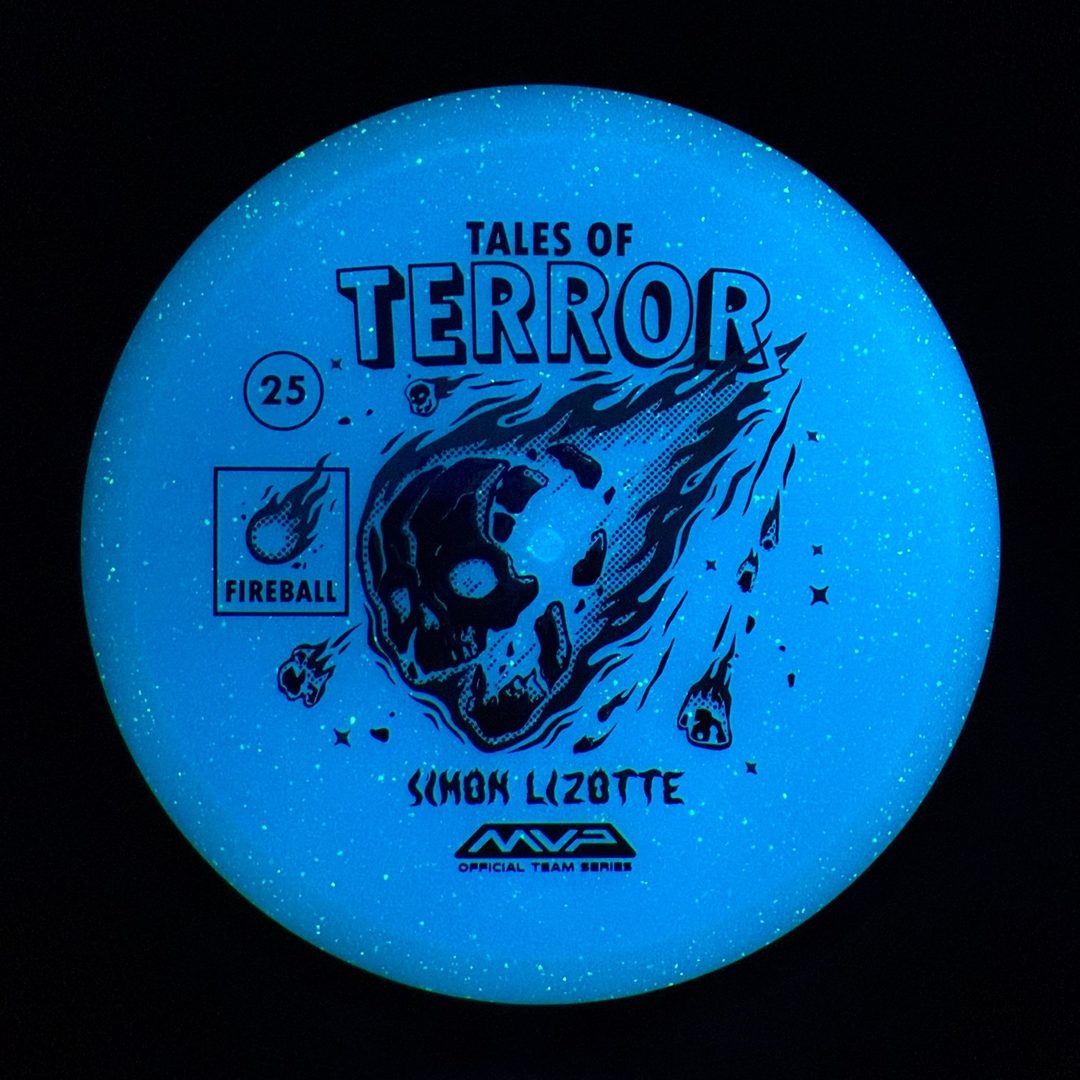 TALES OF
TERROR
25
FIREBALL
SIMON LIZOTTE
MVP
OFFICIAL TEAM SERIES